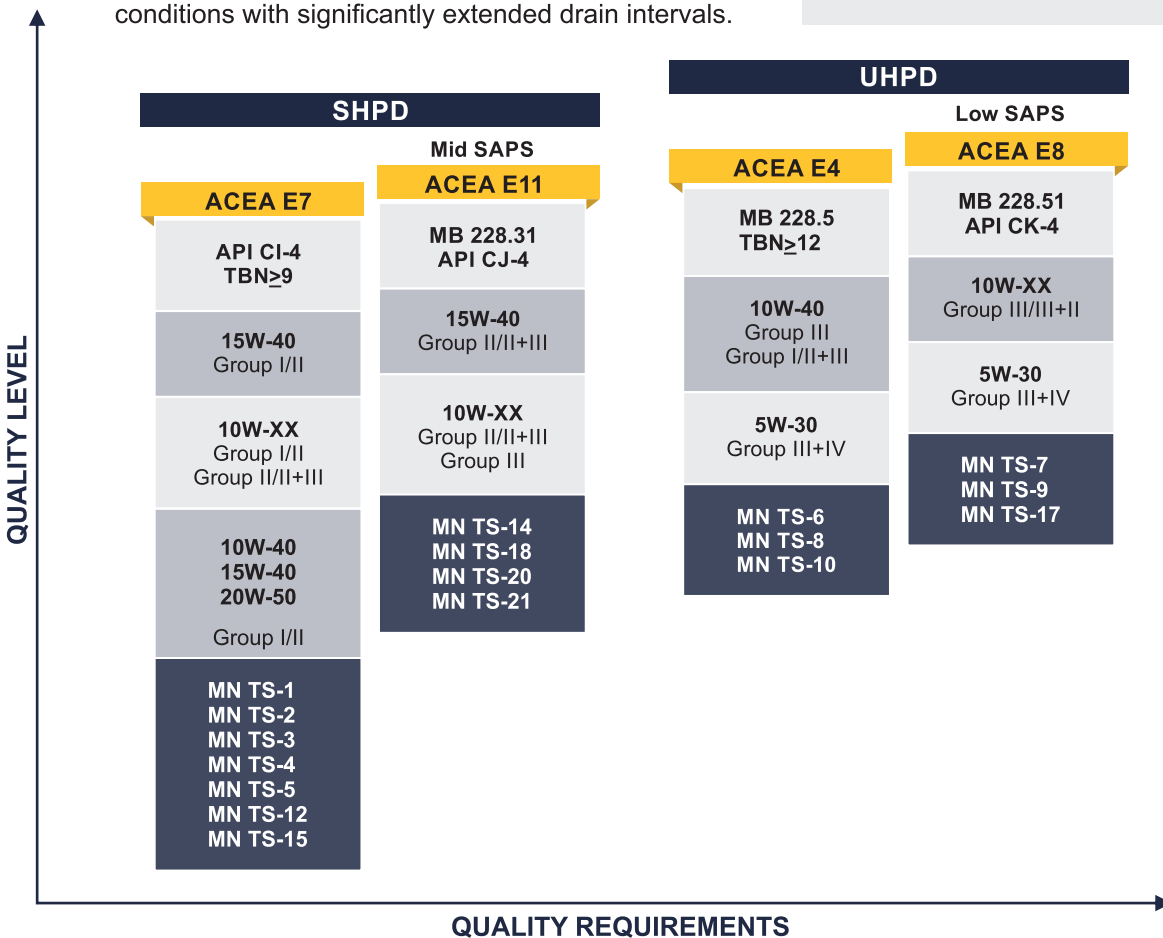 conditions with significantly extended drain intervals.
QUALITY LEVEL
SHPD
ACEA E7
API CI-4
TBN≥9
15W-40
Group I/II
10W-XX
Group I/II
Group II/II+III
10W-40
15W-40
20W-50
Group I/II
MN TS-1
MN TS-2
MN TS-3
MN TS-4
MN TS-5
MN TS-12
MN TS-15
Mid SAPS
ACEA E11
MB 228.31
API CJ-4
15W-40
Group II/II+III
10W-XX
Group II/II+III
Group III
MN TS-14
MN TS-18
MN TS-20
MN TS-21
UHPD
ACEA E4
MB 228.5
TBN≥12
10W-40
Group III
Group I/II+III
5W-30
Group III+IV
MN TS-6
MN TS-8
MN TS-10
Low SAPS
ACEA E8
MB 228.51
API CK-4
10W-XX
Group III/III+II
5W-30
Group III+IV
MN TS-7
MN TS-9
MN TS-17
QUALITY REQUIREMENTS